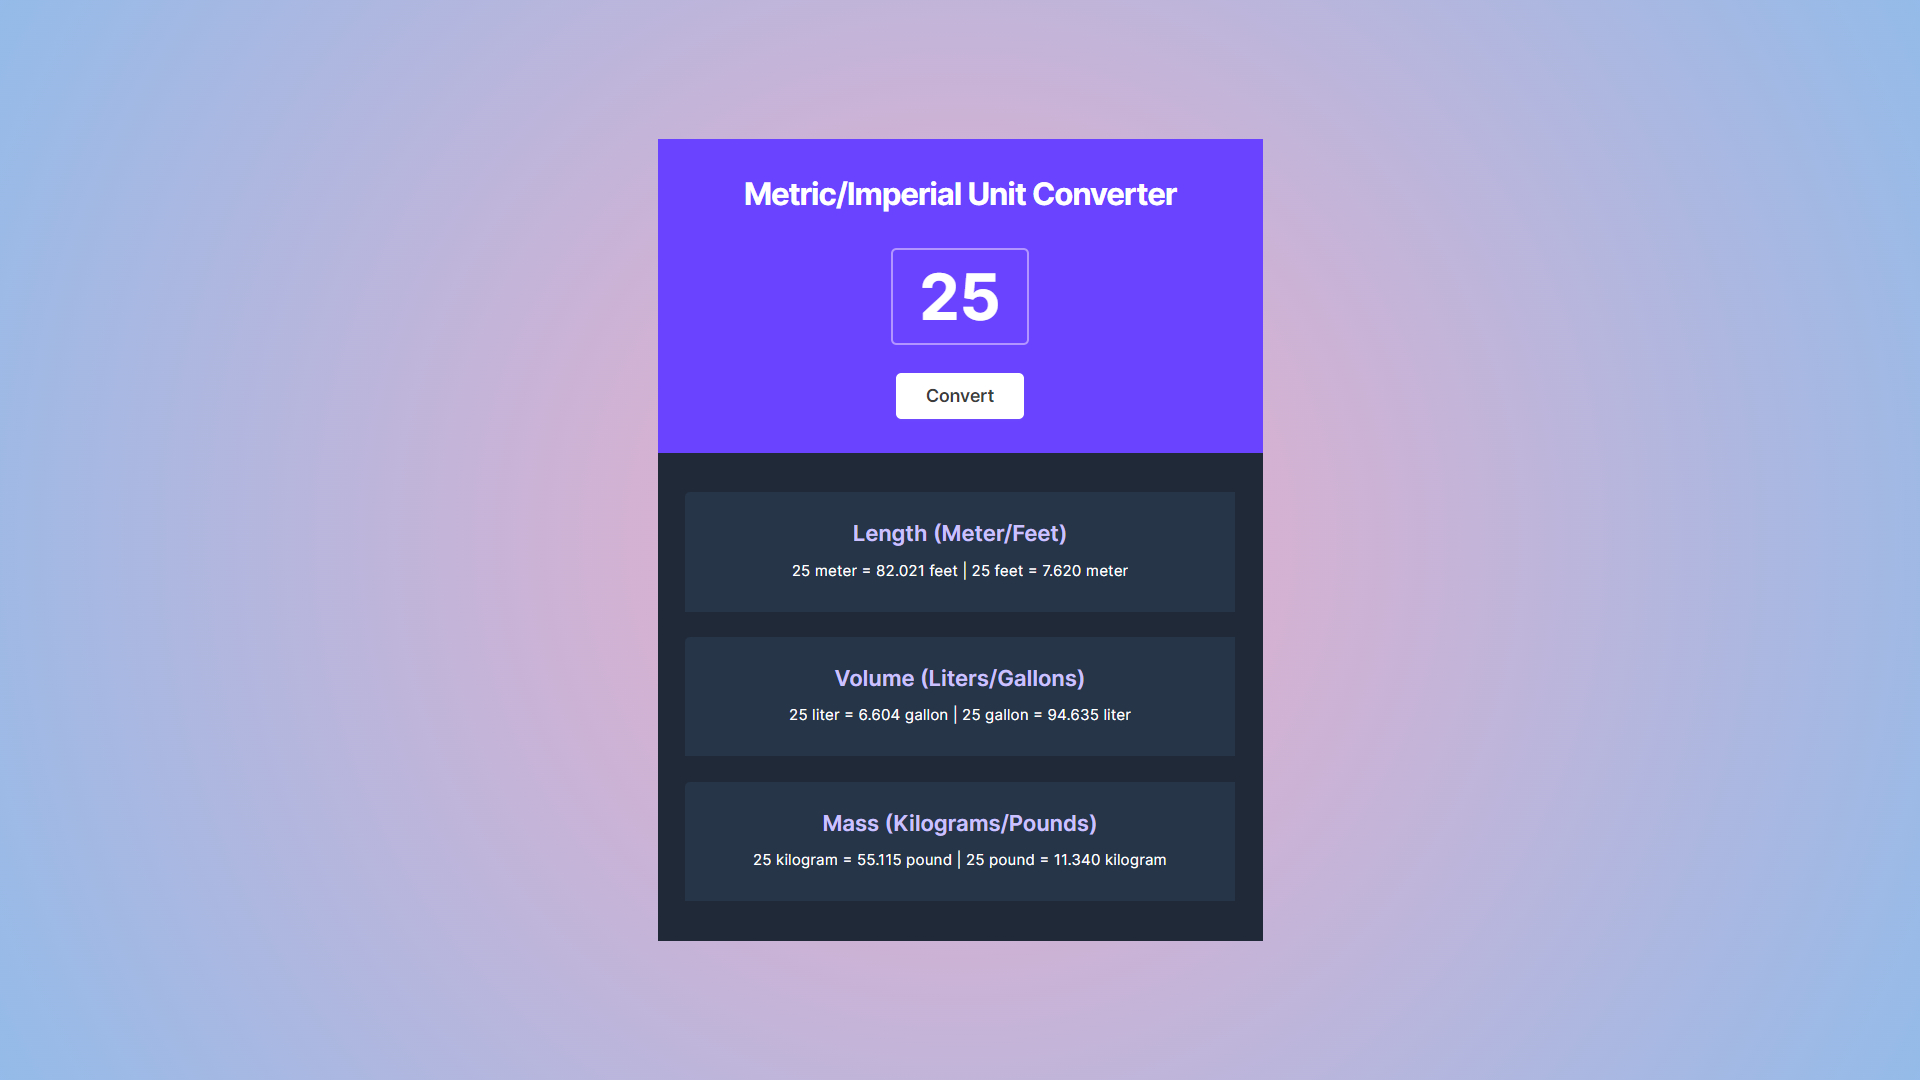 Metric/Imperial Unit Converter
25
Convert
Length (Meter/Feet)
25 meter = 82.021 feet | 25 feet = 7.620 meter
Volume (Liters/Gallons)
25 liter = 6.604 gallon | 25 gallon = 94.635 liter
Mass (Kilograms/Pounds)
25 kilogram = 55.115 pound | 25 pound = 11.340 kilogram